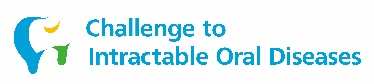 Challenge to
Intractable Oral Diseases